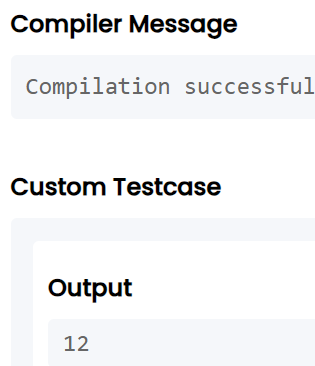 Compiler Message
Compilation successful
Custom Testcase
Output
12